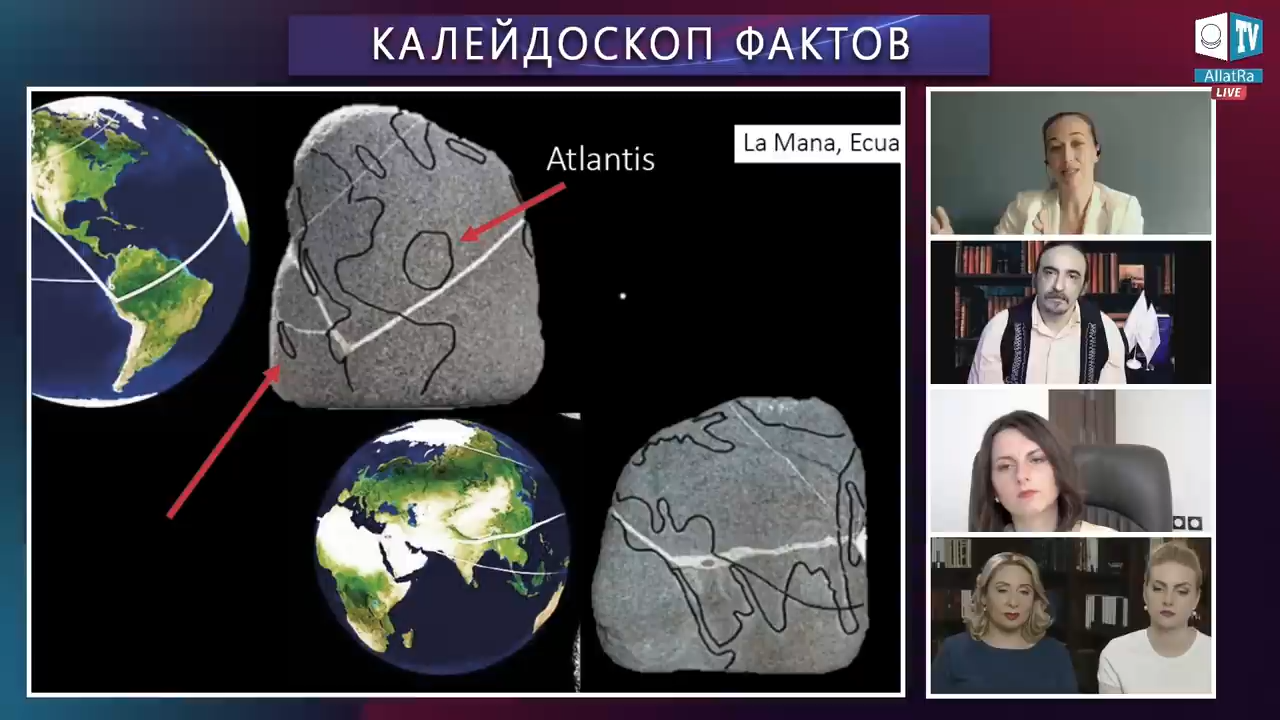 КАЛЕЙДОСКОП ФАКТОВ
TV
AllatRa
LIVE
La Mana, Ecua
Atlantis